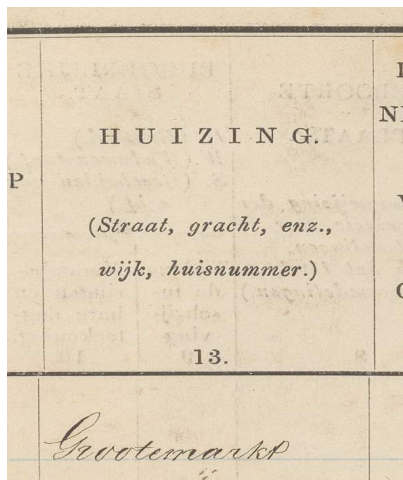 HUIZING.
(Straat, gracht, enz.,
wijk, huisnummer.)
13.
Grootemarkt